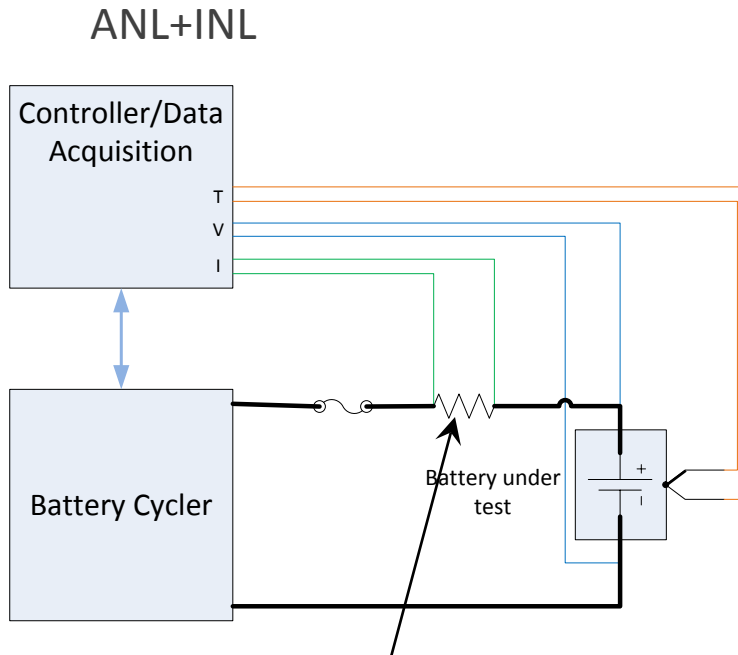 ANL+INL
Controller/Data
Acquisition
T
V
I
Battery Cycler
Battery under
test
+
–